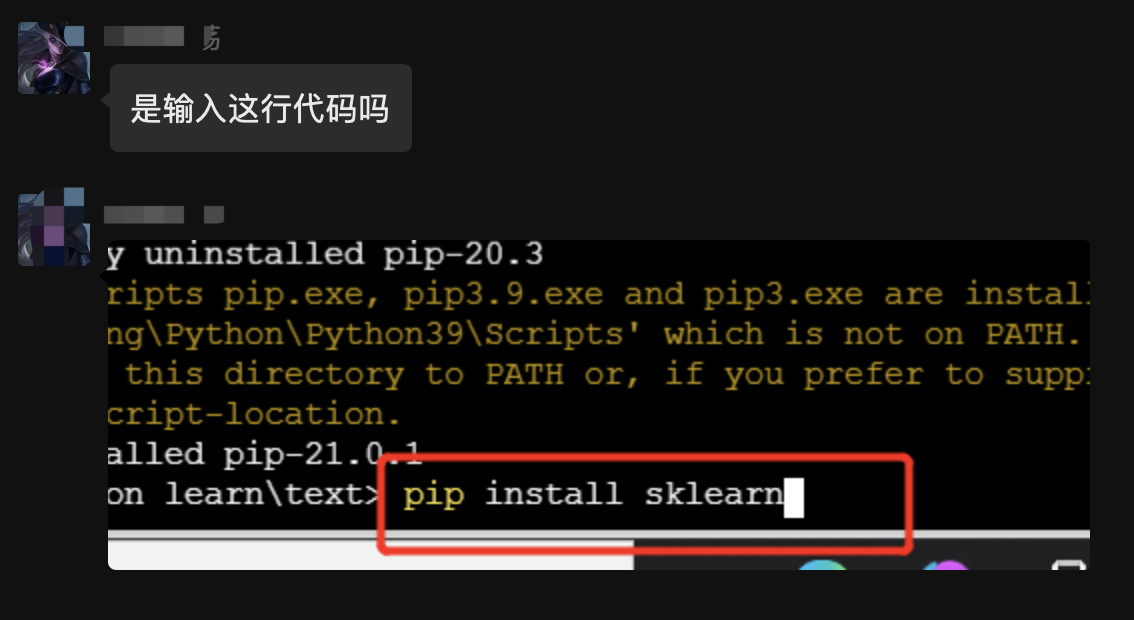 易
是输入这行代码吗
y uninstalled pip-20.3
ripts pip.exe, pip3.9.exe and pip3.exe are instal
ng\Python\Python39\Scripts' which is not on PATH.
this directory to PATH or, if you prefer to supp
cript-location.
alled pip-21.0.1
on learn\text> pip install sklearn